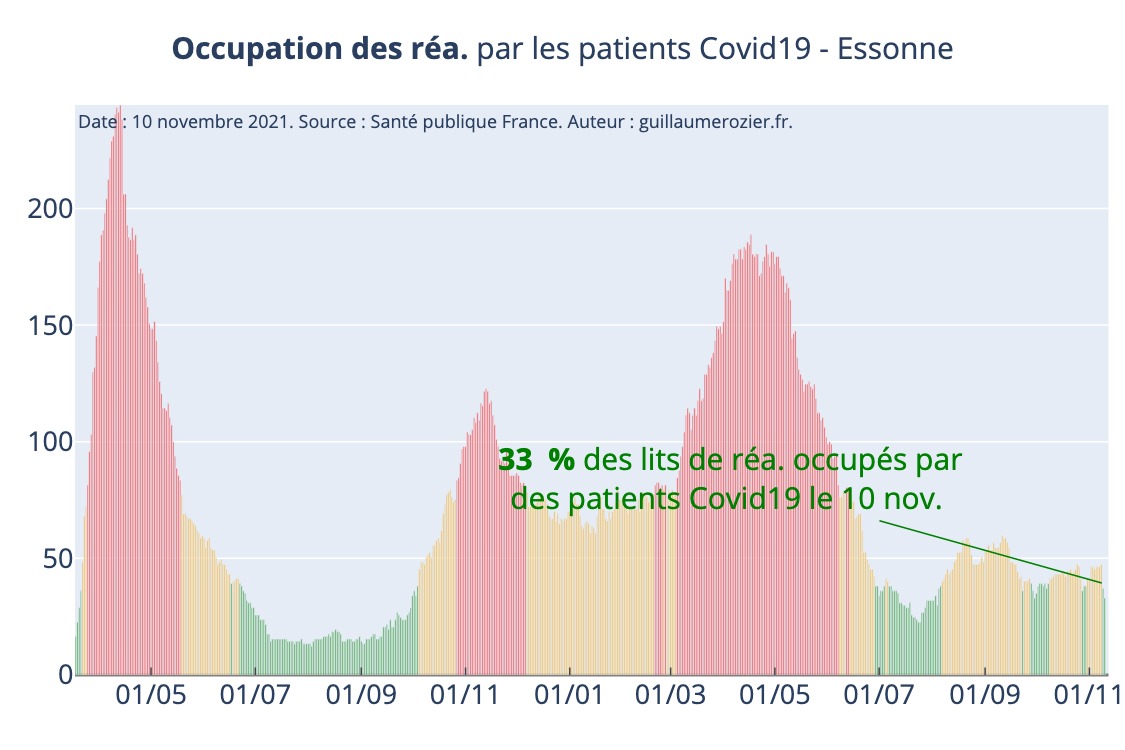 Occupation des réa. par les patients Covid19 - Essonne
Date : 10 novembre 2021. Source : Santé publique France. Auteur : guillaumerozier.fr.
200
150
100
33  % des lits de réa. occupés par
des patients Covid19 le 10 nov.
50
0
01/05 01/07 01/09 01/11 01/01 01/03 01/05 01/07 01/09 01/11